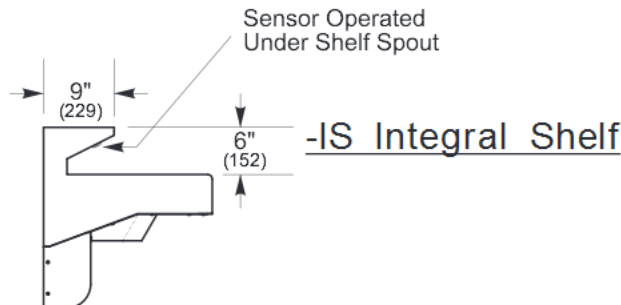 Sensor Operated
Under Shelf Spout
9"
(229)
6"
(152)
-IS Integral Shelf